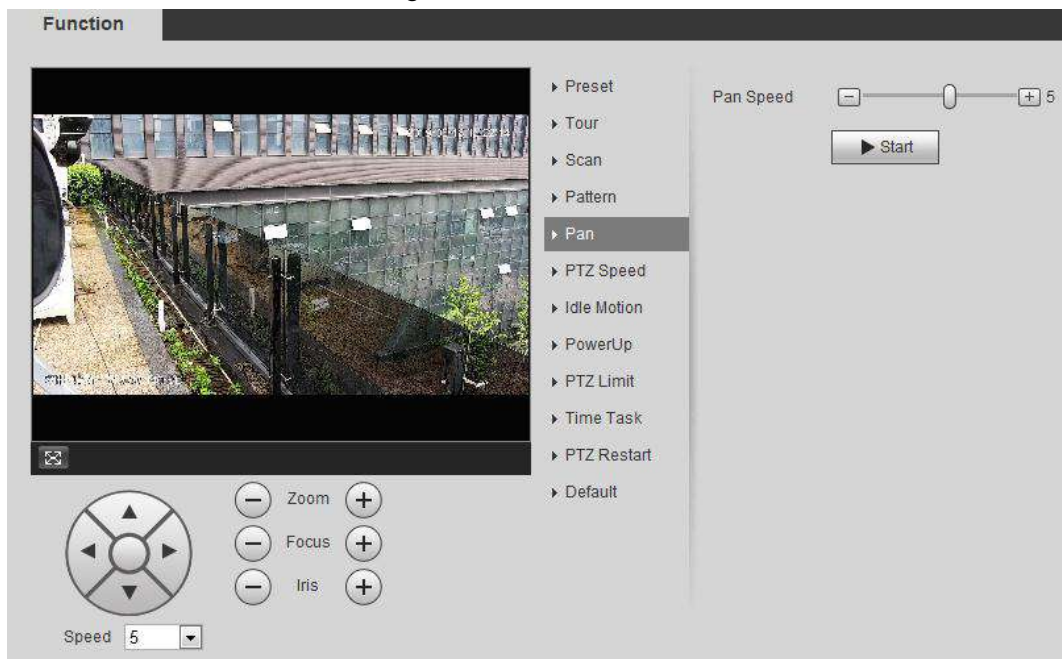 Function
Preset
Tour
Scan
Pattern
Pan
PTZ Speed
Idle Motion
PowerUp
PTZ Limit
Time Task
PTZ Restart
Default
Pan Speed
5
Start
Zoom
Focus
Iris
Speed 5